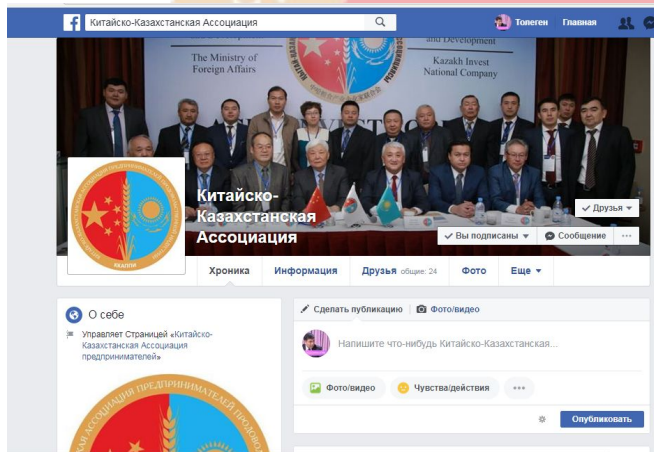 Китайско-Казахстанская Ассоциация
Толеген
Главная
and Development
The Ministry of
Foreign Affairs
Kazakh Invest
National Company
Китайско-
Казахстанская
Ассоциация
Друзья
Вы подписаны
Сообщение
Хроника
Информация
Друзья общие: 24
Фото
Еще
О себе
Управляет Страницей «Китайско-
Казахстанская Ассоциация
предпринимателей»
АССОЦИАЦИЯ ПРЕДПРИНИМАТЕЛЕЙ
Сделать публикацию
Фото/видео
Напишите что-нибудь Китайско-Казахстанская...
Фото/видео
Чувства/действия
Опубликовать